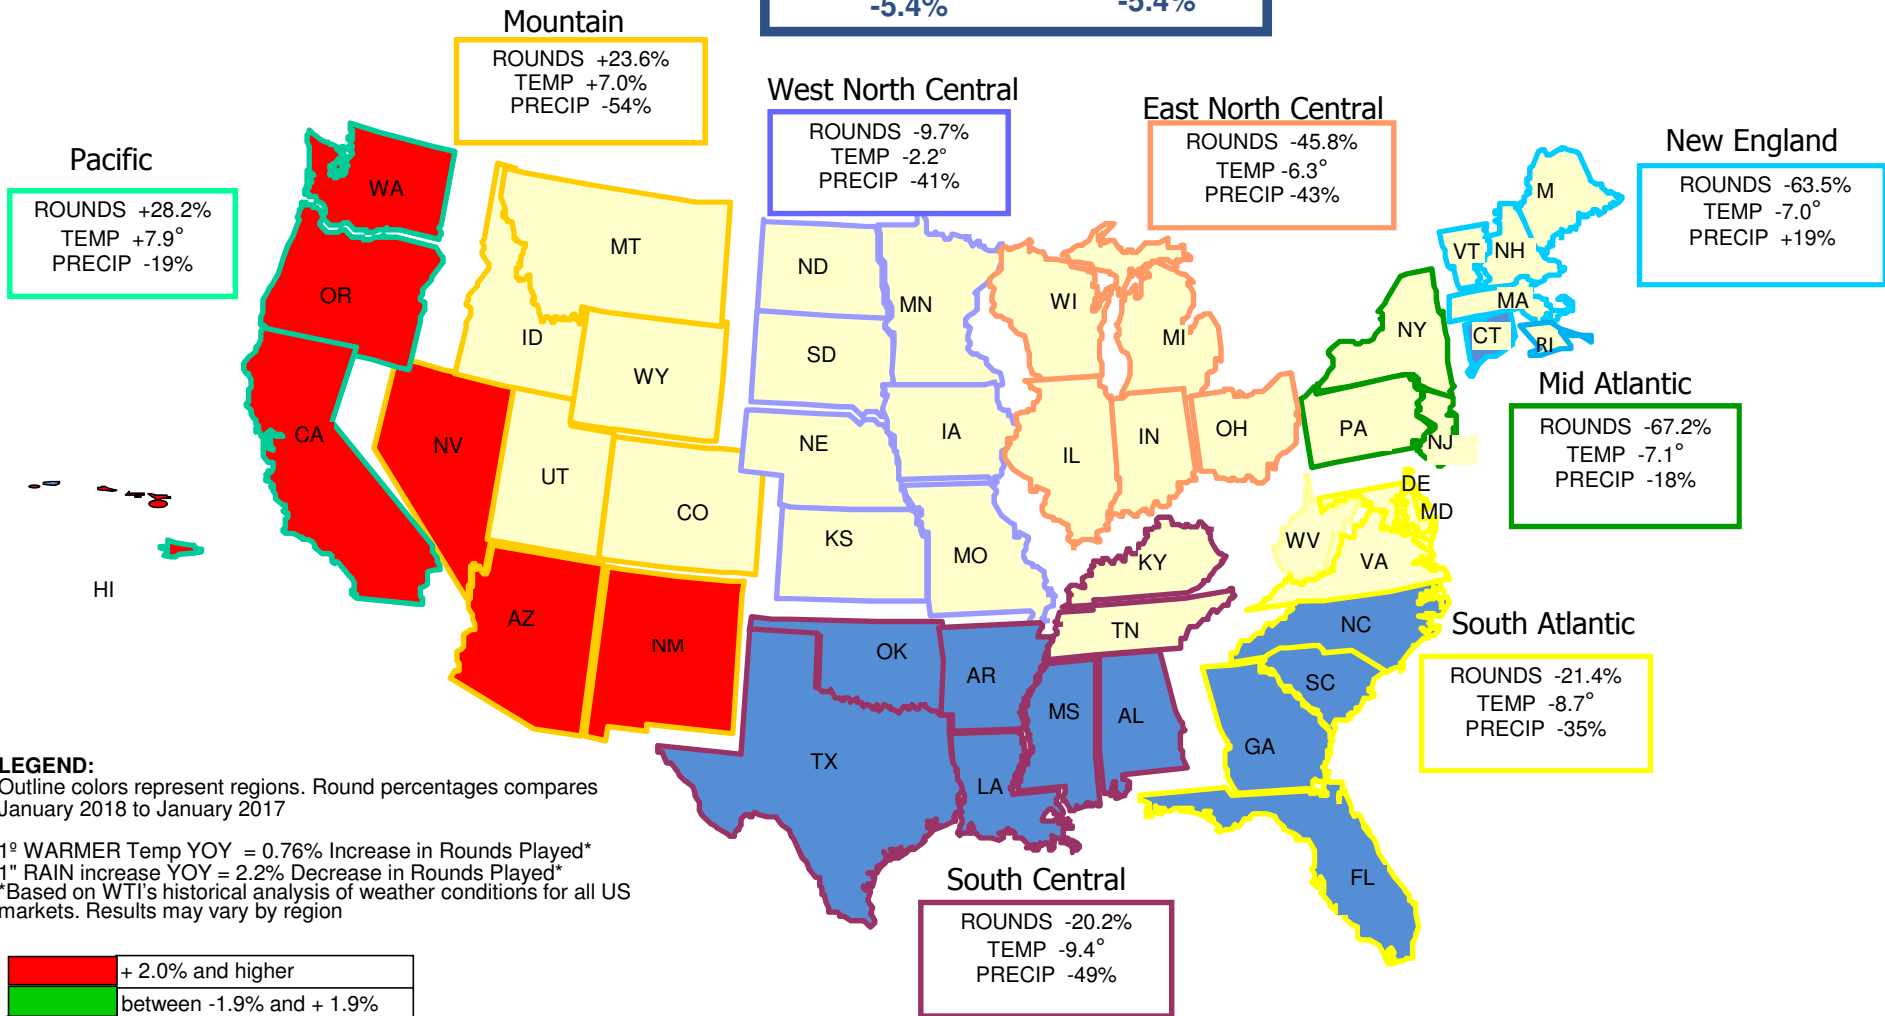 -5.4% -5.4%
Mountain
ROUNDS +23.6%
TEMP +7.0%
PRECIP -54%
West North Central
ROUNDS -9.7%
TEMP -2.2°
PRECIP -41%
East North Central
ROUNDS -45.8%
TEMP -6.3°
PRECIP -43%
New England
ROUNDS -63.5%
TEMP -7.0°
PRECIP +19%
Pacific
ROUNDS +28.2%
TEMP +7.9°
PRECIP -19%
Mid Atlantic
ROUNDS -67.2%
TEMP -7.1°
PRECIP -18%
South Atlantic
ROUNDS -21.4%
TEMP -8.7°
PRECIP -35%
South Central
ROUNDS -20.2%
TEMP -9.4°
PRECIP -49%
WA
OR
CA
HI
NV
AZ
NM
MT
ID
WY
UT
CO
ND
SD
NE
KS
MN
IA
MO
WI
MI
IL
IN
OH
KY
TN
OK
AR
TX
LA
MS
AL
GA
FL
SC
NC
VA
WV
MD
DE
NJ
PA
NY
CT
RI
MA
VT
NH
M
LEGEND:
Outline colors represent regions. Round percentages compares
January 2018 to January 2017
1º WARMER Temp YOY = 0.76% Increase in Rounds Played*
1" RAIN increase YOY = 2.2% Decrease in Rounds Played*
*Based on WTI's historical analysis of weather conditions for all US
markets. Results may vary by region
+ 2.0% and higher
between -1.9% and + 1.9%